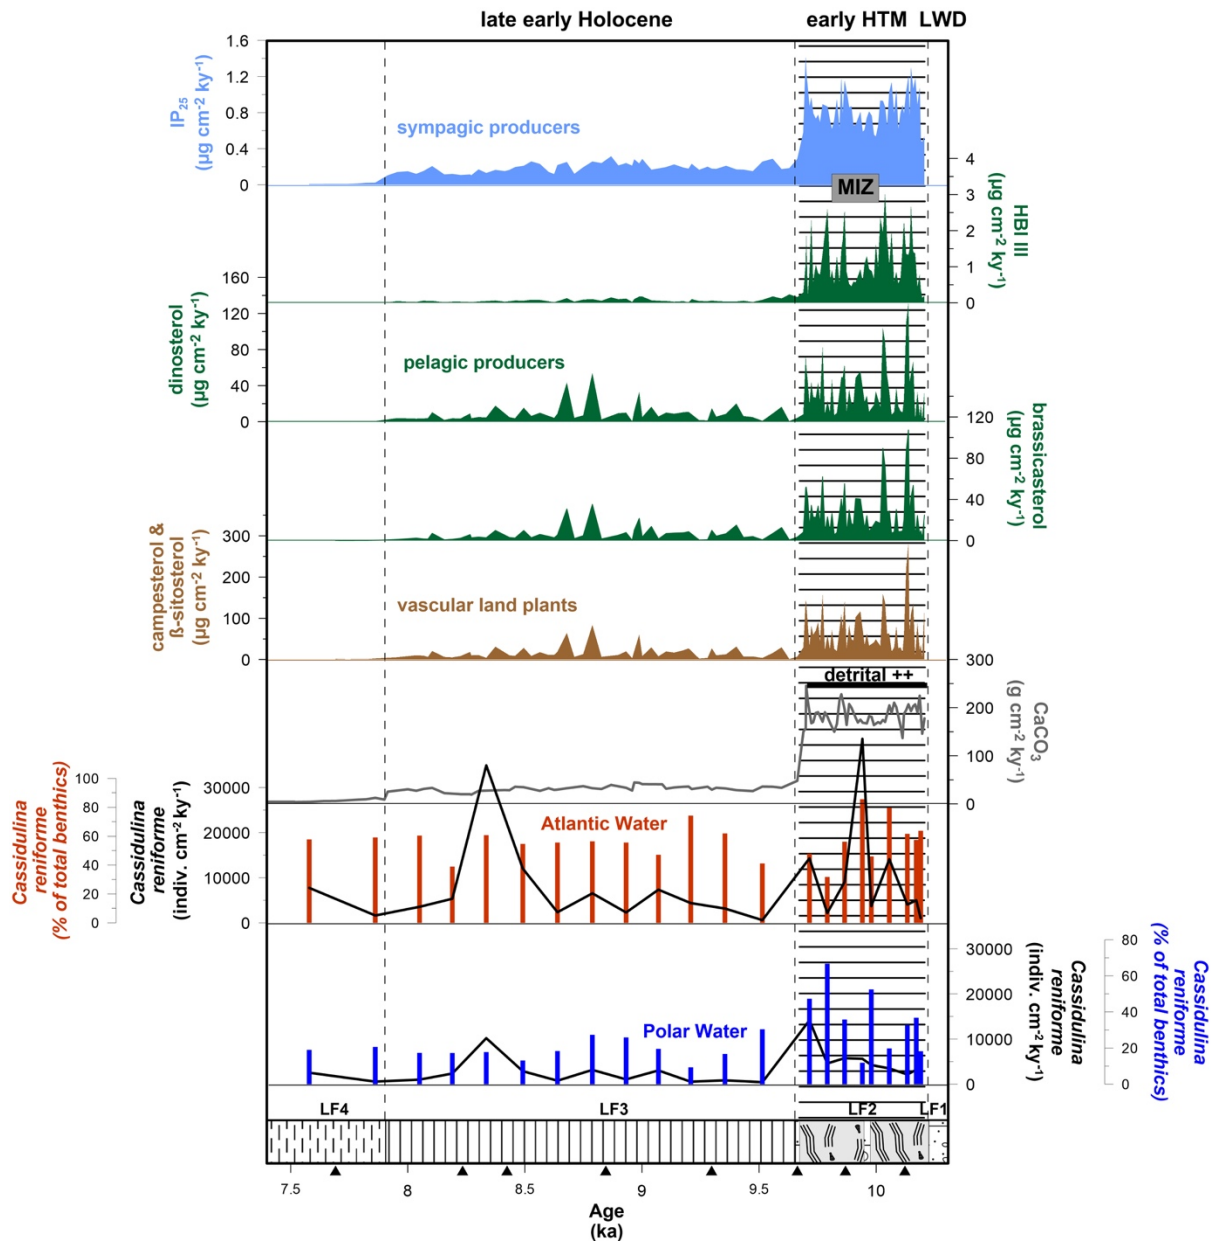 late early Holocene
early HTM LWD
1.6
1.2
0.8
0.4
0
IP25
(µg cm-2 ky-1)
sympagic producers
MIZ
4
3
2
1
0
HBI III
(µg cm-2 ky-1)
160
120
80
40
0
dinosterol
(µg cm-2 ky-1)
pelagic producers
120
80
40
0
brassicasterol
(µg cm-2 ky-1)
300
200
100
0
campesterol &
ß-sitosterol
(µg cm-2 ky-1)
vascular land plants
detrital ++
300
200
100
0
CaCO3
(g cm-2 ky-1)
100
80
60
40
20
0
Cassidulina
reniforme
(% of total benthics)
30000
20000
10000
0
Cassidulina
reniforme
(indiv. cm-2 ky-1)
Atlantic Water
Polar Water
30000
20000
10000
0
Cassidulina
reniforme
(indiv. cm-2 ky-1)
80
60
40
20
0
Cassidulina
reniforme
(% of total benthics)
LF4
LF3
LF2
LF1
7.5
8
8.5
9
9.5
10
Age
(ka)